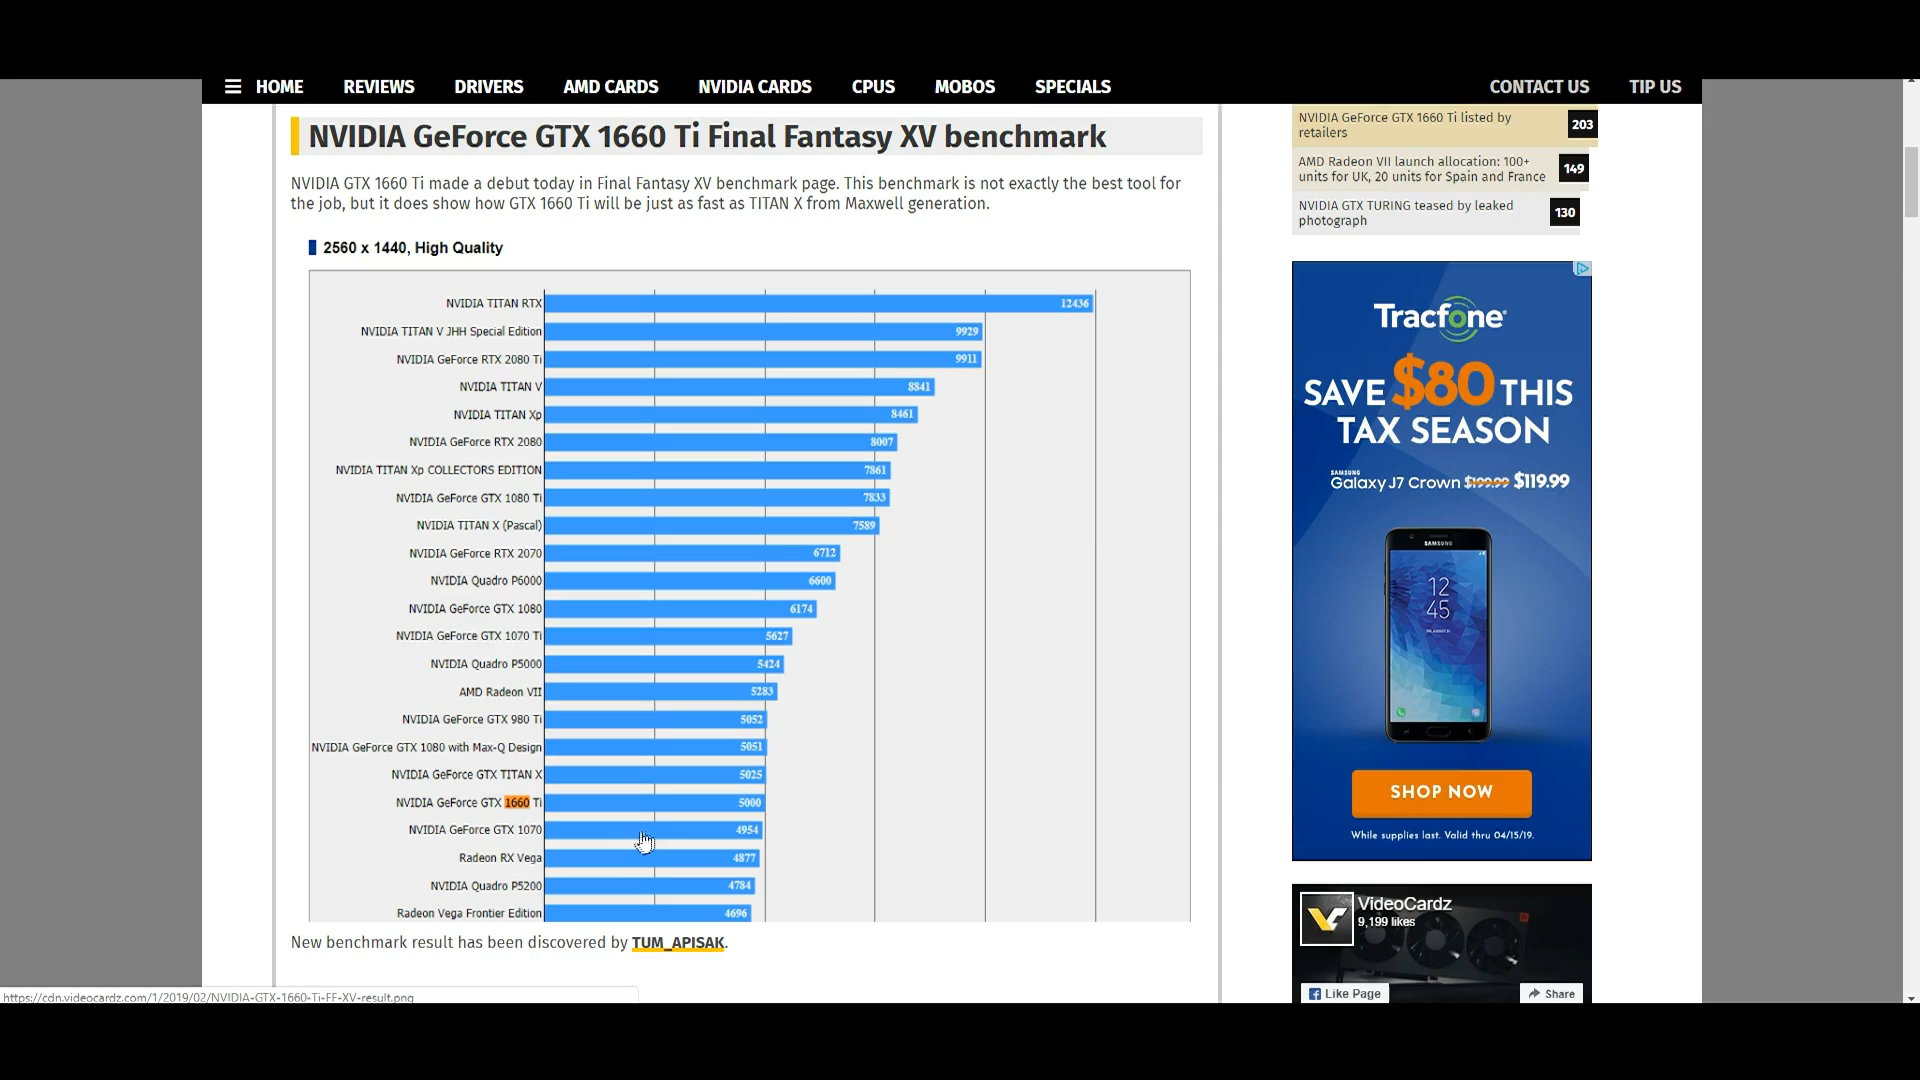 HOME REVIEWS DRIVERS AMD CARDS NVIDIA CARDS CPUS MOBOS SPECIALS CONTACT US TIP US
NVIDIA GeForce GTX 1660 Ti Final Fantasy XV benchmark
NVIDIA GTX 1660 Ti made a debut today in Final Fantasy XV benchmark page. This benchmark is not exactly the best tool for
the job, but it does show how GTX 1660 Ti will be just as fast as TITAN X from Maxwell generation.
2560 x 1440, High Quality
NVIDIA TITAN RTX 12436
NVIDIA TITAN V JHH Special Edition 9929
NVIDIA GeForce RTX 2080 Ti 9911
NVIDIA TITAN V 8841
NVIDIA TITAN Xp 8461
NVIDIA GeForce RTX 2080 8007
NVIDIA TITAN Xp COLLECTORS EDITION 7861
NVIDIA GeForce GTX 1080 Ti 7833
NVIDIA TITAN X (Pascal) 7589
NVIDIA GeForce RTX 2070 6712
NVIDIA Quadro P6000 6600
NVIDIA GeForce GTX 1080 6174
NVIDIA GeForce GTX 1070 Ti 5627
NVIDIA Quadro P5000 5424
AMD Radeon VII 5283
NVIDIA GeForce GTX 980 Ti 5052
NVIDIA GeForce GTX 1080 with Max-Q Design 5051
NVIDIA GeForce GTX TITAN X 5025
NVIDIA GeForce GTX 1660 Ti 5000
NVIDIA GeForce GTX 1070 4954
Radeon RX Vega 4877
NVIDIA Quadro P5200 4784
Radeon Vega Frontier Edition 4696
New benchmark result has been discovered by TUM_APISAK.
https://cdn.videocardz.com/1/2019/02/NVIDIA-GTX-1660-Ti-FF-XV-result.png
NVIDIA GeForce GTX 1660 Ti listed by
retailers 203
AMD Radeon VII launch allocation: 100+
units for UK, 20 units for Spain and France 149
NVIDIA GTX TURING teased by leaked
photograph 130
Tracfone
SAVE $80 THIS
TAX SEASON
SAMSUNG
Galaxy J7 Crown $199.99 $119.99
SAMSUNG
12
45
SHOP NOW
While supplies last. Valid thru 04/15/19.
VideoCardz
9,199 likes
Like Page Share